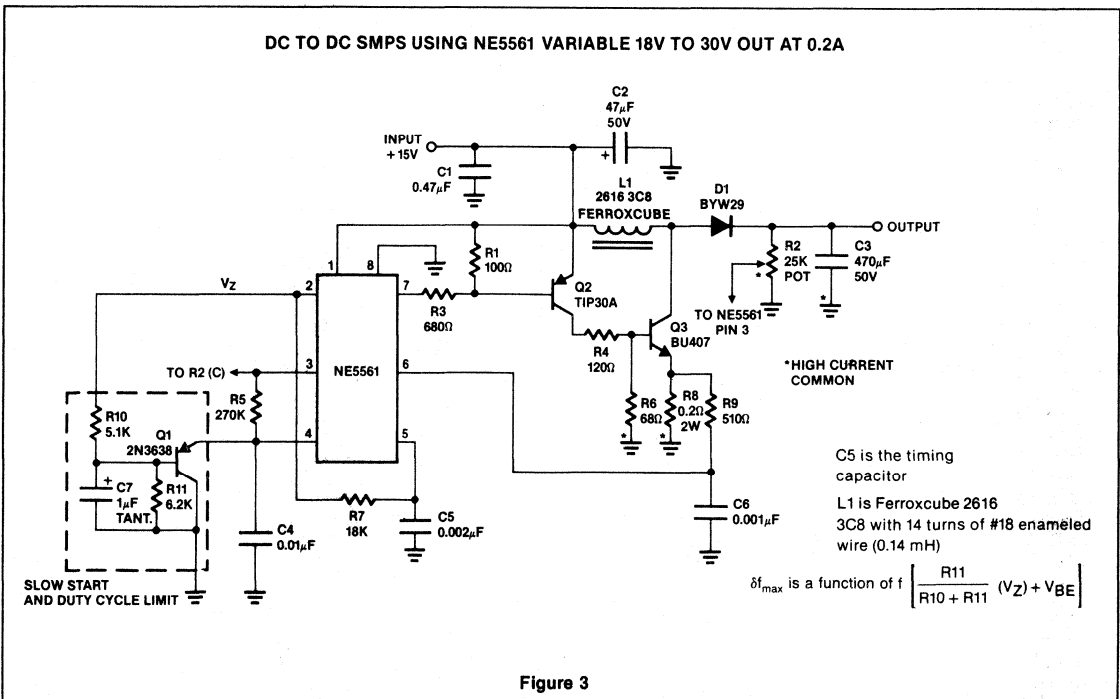 DC TO DC SMPS USING NE5561 VARIABLE 18V TO 30V OUT AT 0.2A
C2
47μF
50V
INPUT
+15V
C1
0.47μF
+
L1
2616 3C8
FERROXCUBE
D1
BYW29
OUTPUT
R1
100Ω
R2
25K
POT
*
C3
470μF
50V
*
1
8
VZ
2
7
R3
680Ω
Q2
TIP30A
TO NE5561
PIN 3
Q3
BU407
R4
120Ω
*HIGH CURRENT
COMMON
TO R2 (C)
3
NE5561
6
R5
270K
R10
5.1K
Q1
2N3638
4
5
R6
68Ω
*
R8
0.2Ω
2W
*
R9
510Ω
+
C7
1μF
TANT.
R11
6.2K
R7
18K
C5
0.002μF
C4
0.01μF
C6
0.001μF
C5 is the timing
capacitor
L1 is Ferroxcube 2616
3C8 with 14 turns of #18 enameled
wire (0.14 mH)
SLOW START
AND DUTY CYCLE LIMIT
δfmax is a function of f [ R11 / R10 + R11 (VZ) + VBE ]
Figure 3